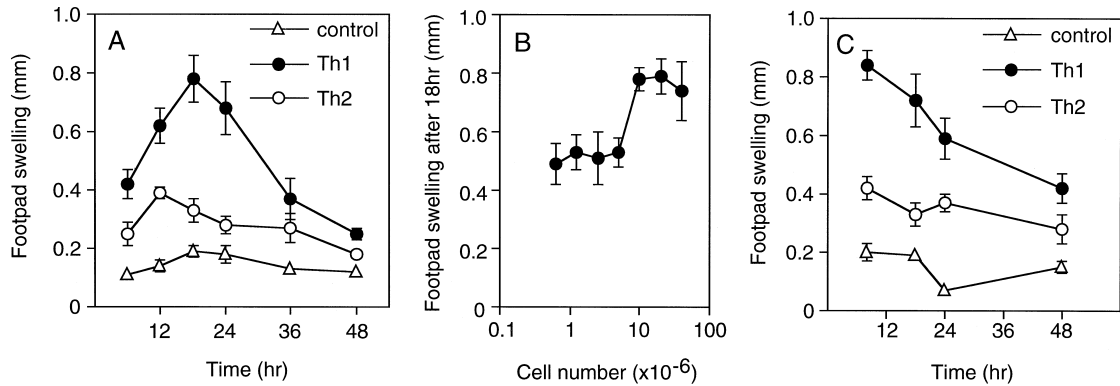 A
control
Th1
Th2
1.0
0.8
0.6
0.4
0.2
0
Footpad swelling (mm)
12 24 36 48
Time (hr)
B
1.0
0.8
0.6
0.4
0.2
0
Footpad swelling after 18hr (mm)
0.1 1 10 100
Cell number (x10-6)
C
control
Th1
Th2
1.0
0.8
0.6
0.4
0.2
0
Footpad swelling (mm)
12 24 36 48
Time (hr)